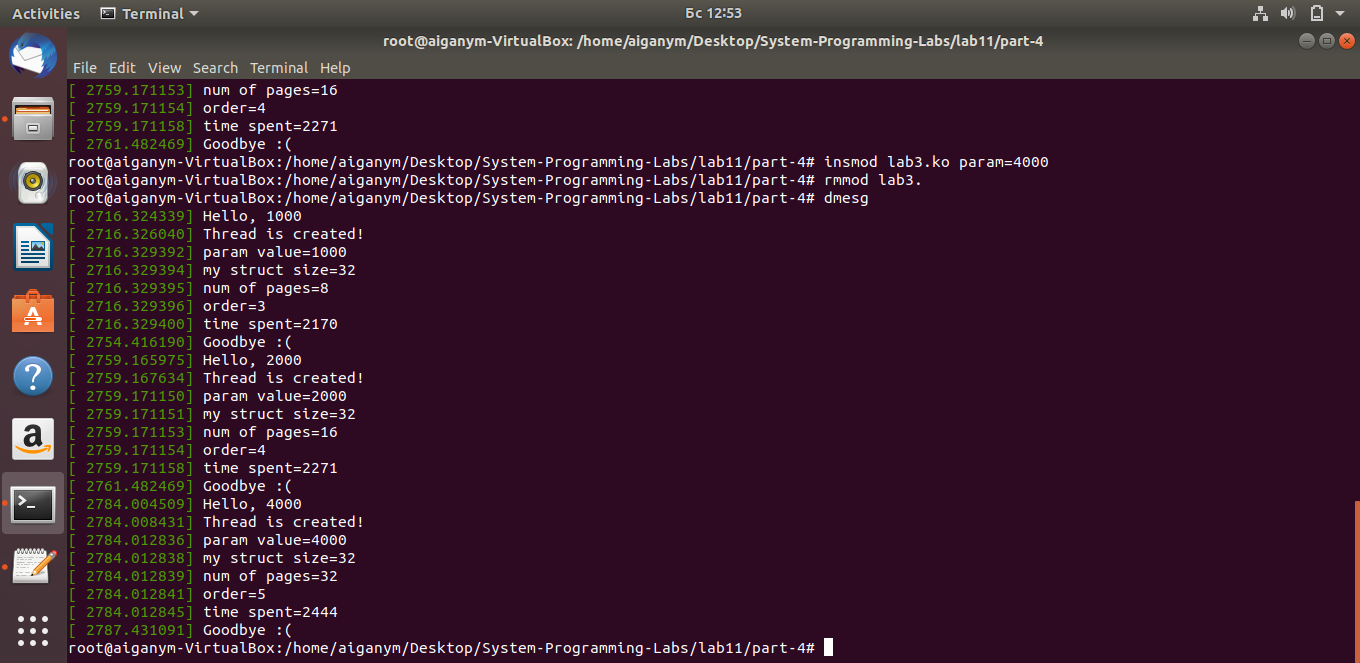 Activities Terminal Бс 12:53
root@aiganym-VirtualBox: /home/aiganym/Desktop/System-Programming-Labs/lab11/part-4
File Edit View Search Terminal Help
[ 2759.171153] num of pages=16
[ 2759.171154] order=4
[ 2759.171158] time spent=2271
[ 2761.482469] Goodbye :(
root@aiganym-VirtualBox:/home/aiganym/Desktop/System-Programming-Labs/lab11/part-4# insmod lab3.ko param=4000
root@aiganym-VirtualBox:/home/aiganym/Desktop/System-Programming-Labs/lab11/part-4# rmmod lab3.
root@aiganym-VirtualBox:/home/aiganym/Desktop/System-Programming-Labs/lab11/part-4# dmesg
[ 2716.324339] Hello, 1000
[ 2716.326040] Thread is created!
[ 2716.329392] param value=1000
[ 2716.329394] my struct size=32
[ 2716.329395] num of pages=8
[ 2716.329396] order=3
[ 2716.329400] time spent=2170
[ 2754.416190] Goodbye :(
[ 2759.165975] Hello, 2000
[ 2759.167634] Thread is created!
[ 2759.171150] param value=2000
[ 2759.171151] my struct size=32
[ 2759.171153] num of pages=16
[ 2759.171154] order=4
[ 2759.171158] time spent=2271
[ 2761.482469] Goodbye :(
[ 2784.004509] Hello, 4000
[ 2784.008431] Thread is created!
[ 2784.012836] param value=4000
[ 2784.012838] my struct size=32
[ 2784.012839] num of pages=32
[ 2784.012841] order=5
[ 2784.012845] time spent=2444
[ 2787.431091] Goodbye :(
root@aiganym-VirtualBox:/home/aiganym/Desktop/System-Programming-Labs/lab11/part-4#